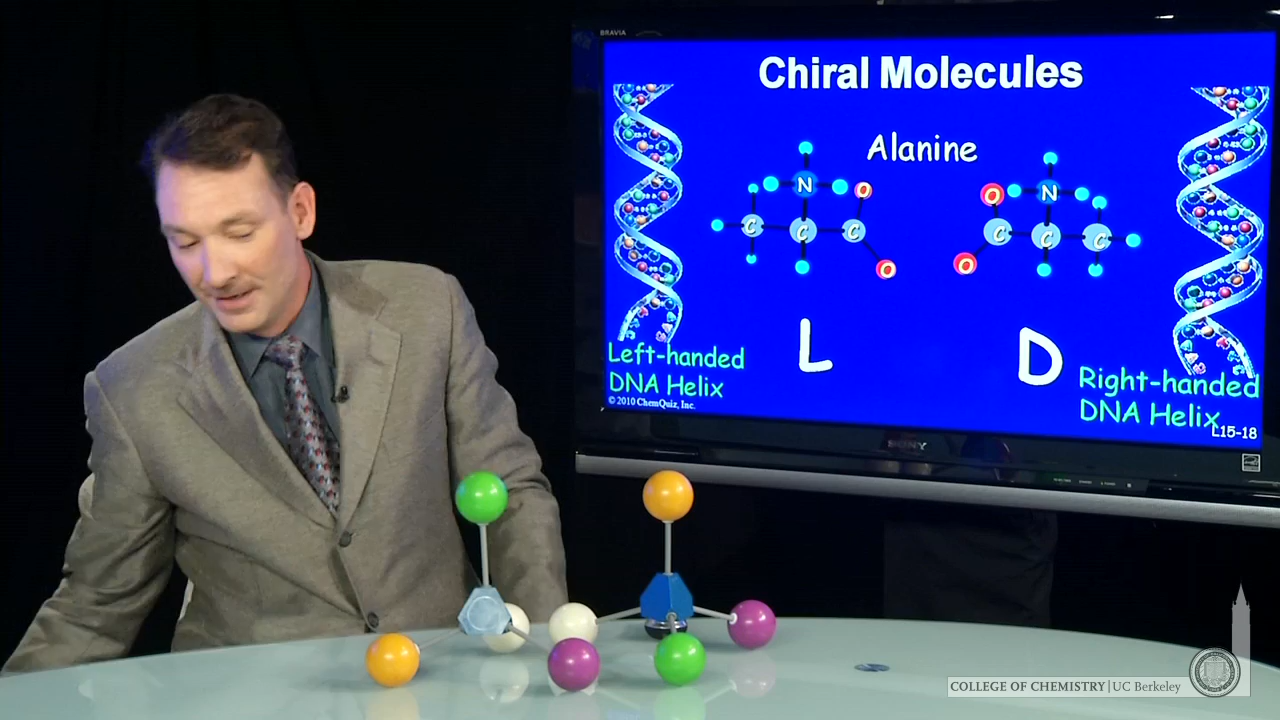 BRAVIA
Chiral Molecules
Alanine
N
O
C
C
C
O
O
N
C
C
C
O
L
D
Left-handed
DNA Helix
Right-handed
DNA Helix
© 2010 ChemQuiz, Inc.
L15-18
SONY
COLLEGE OF CHEMISTRY | UC Berkeley